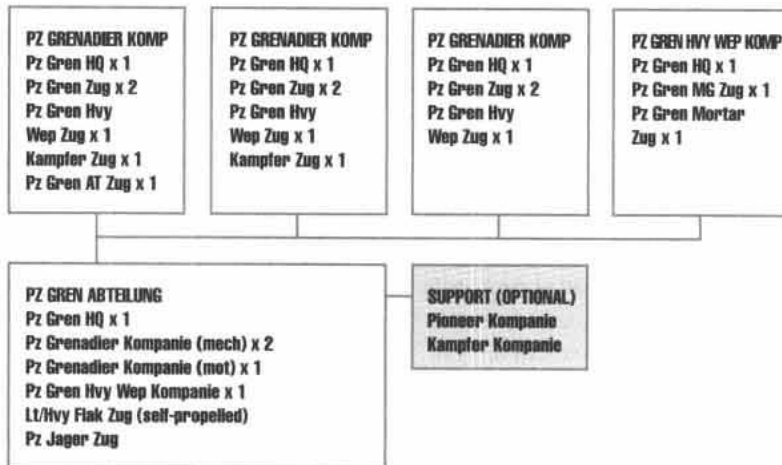 PZ GRENADIER KOMP
Pz Gren HQ x 1
Pz Gren Zug x 2
Pz Gren Hvy
Wep Zug x 1
Kampfer Zug x 1
Pz Gren AT Zug x 1
PZ GRENADIER KOMP
Pz Gren HQ x 1
Pz Gren Zug x 2
Pz Gren Hvy
Wep Zug x 1
Kampfer Zug x 1
PZ GRENADIER KOMP
Pz Gren HQ x 1
Pz Gren Zug x 2
Pz Gren Hvy
Wep Zug x 1
PZ GREN HVY WEP KOMP
Pz Gren HQ x 1
Pz Gren MG Zug x 1
Pz Gren Mortar
Zug x 1
PZ GREN ABTEILUNG
Pz Gren HQ x 1
Pz Grenadier Kompanie (mech) x 2
Pz Grenadier Kompanie (mot) x 1
Pz Gren Hvy Wep Kompanie x 1
Lt/Hvy Flak Zug (self-propelled)
Pz Jager Zug
SUPPORT (OPTIONAL)
Pioneer Kompanie
Kampfer Kompanie